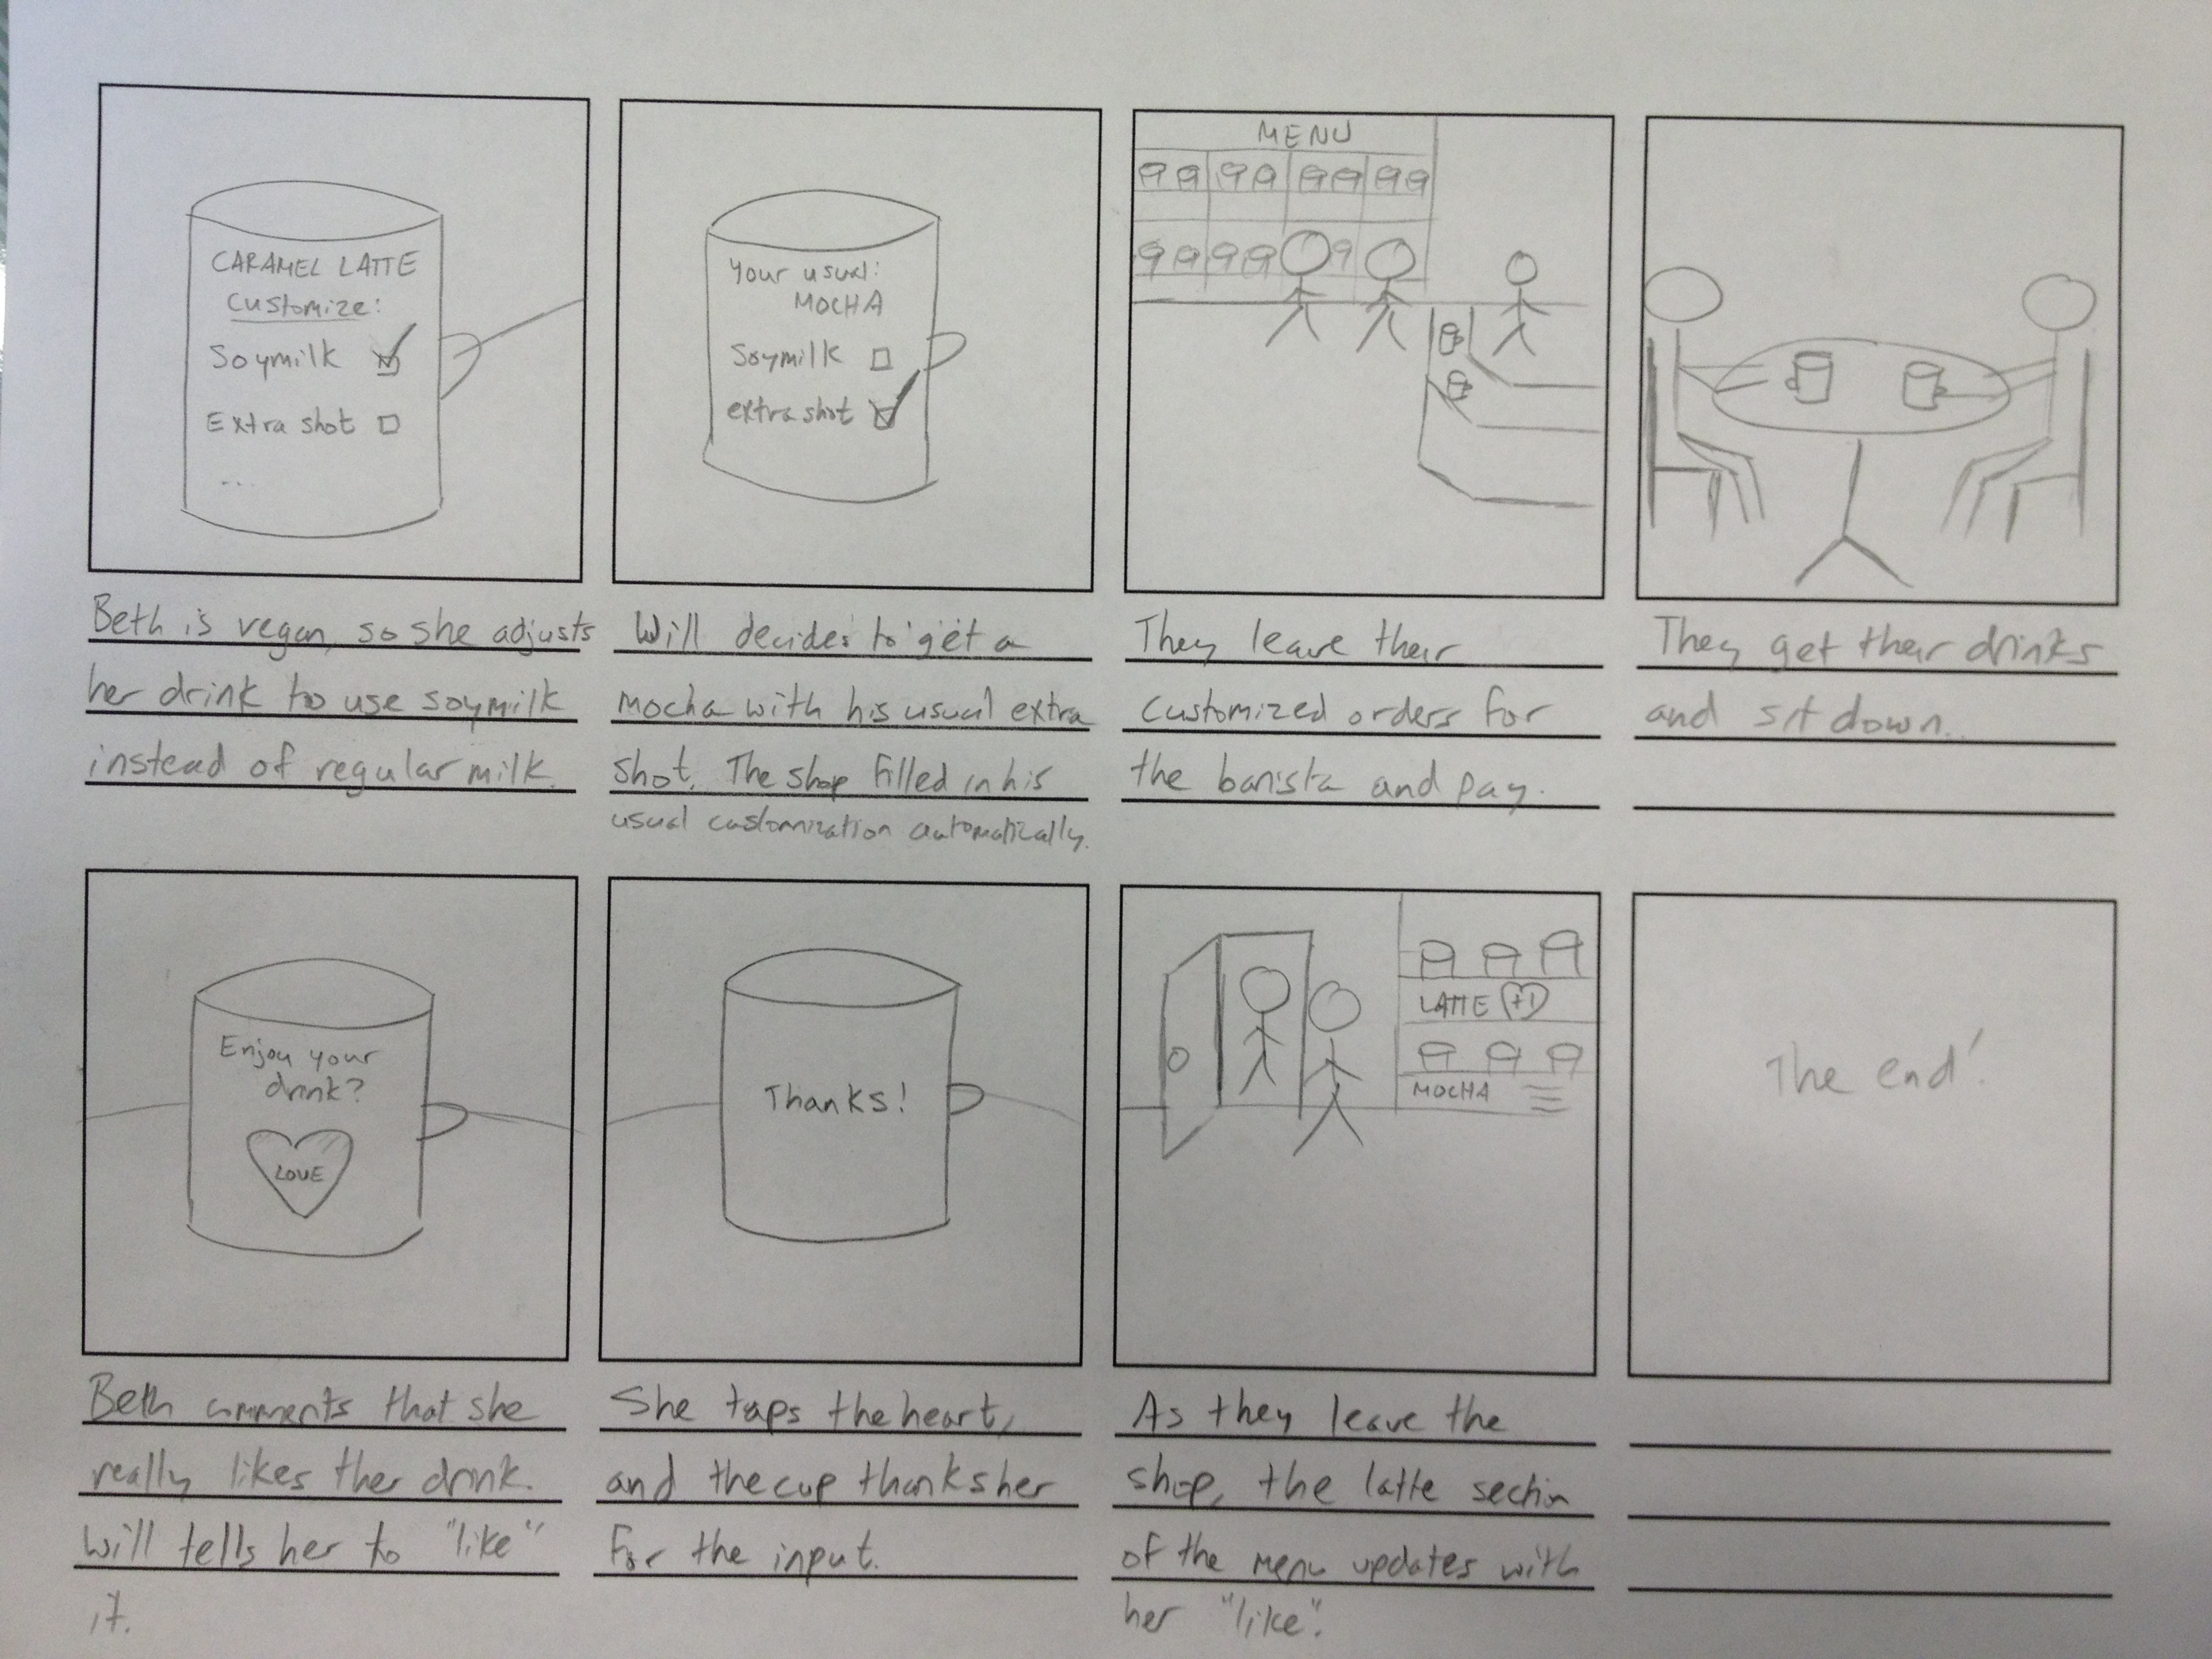 CARAMEL LATTE
Customize:
Soymilk
Extra shot
...
Beth is vegan, so she adjusts
her drink to use soymilk
instead of regular milk.
Your usual:
MOCHA
Soymilk
extra shot
Will decides to get a
Mocha with his usual extra
shot. The shop filled in his
usual customization automatically.
MENU
They leave their
customized orders for
the barista and pay.
They get their drinks
and sit down.
Enjoy your
drink?
LOVE
Beth comments that she
really likes ther drink.
Will tells her to "like"
it.
Thanks!
She taps the heart,
and the cup thanks her
for the input.
LATTE +1
MOCHA
As they leave the
shop, the latte section
of the menu updates with
her "like".
The end!